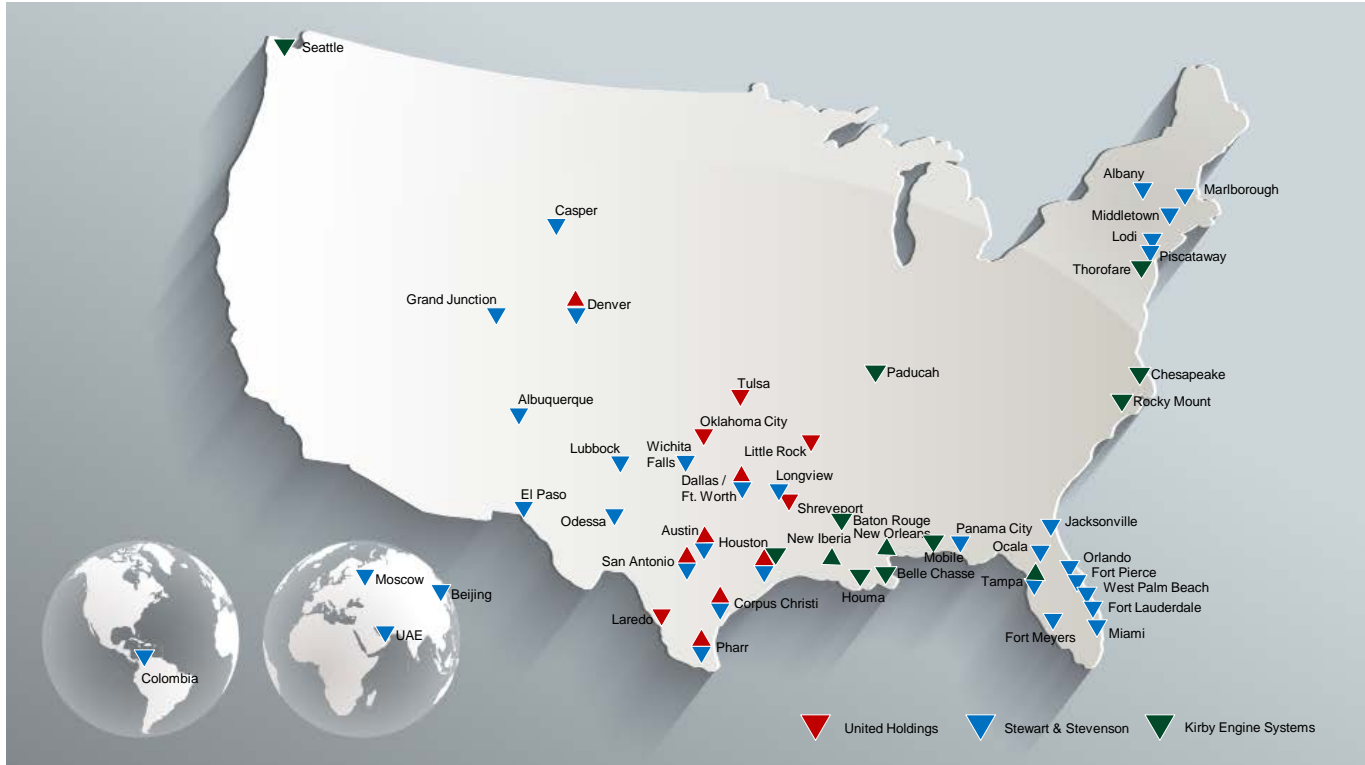 Seattle
Albany
Marlborough
Middletown
Lodi
Piscataway
Thorofare
Casper
Grand Junction
Denver
Paducah
Chesapeake
Rocky Mount
Tulsa
Albuquerque
Oklahoma City
Lubbock
Wichita
Falls
Little Rock
Dallas /
Ft. Worth
Longview
El Paso
Shreveport
Odessa
Baton Rouge
Jacksonville
Austin
New Orleans
Panama City
Houston
New Iberia
Mobile
Ocala
San Antonio
Orlando
Belle Chasse
Fort Pierce
Tampa
West Palm Beach
Houma
Corpus Christi
Fort Lauderdale
Laredo
Fort Meyers
Miami
Pharr
Moscow
Beijing
UAE
Colombia
United Holdings
Stewart & Stevenson
Kirby Engine Systems